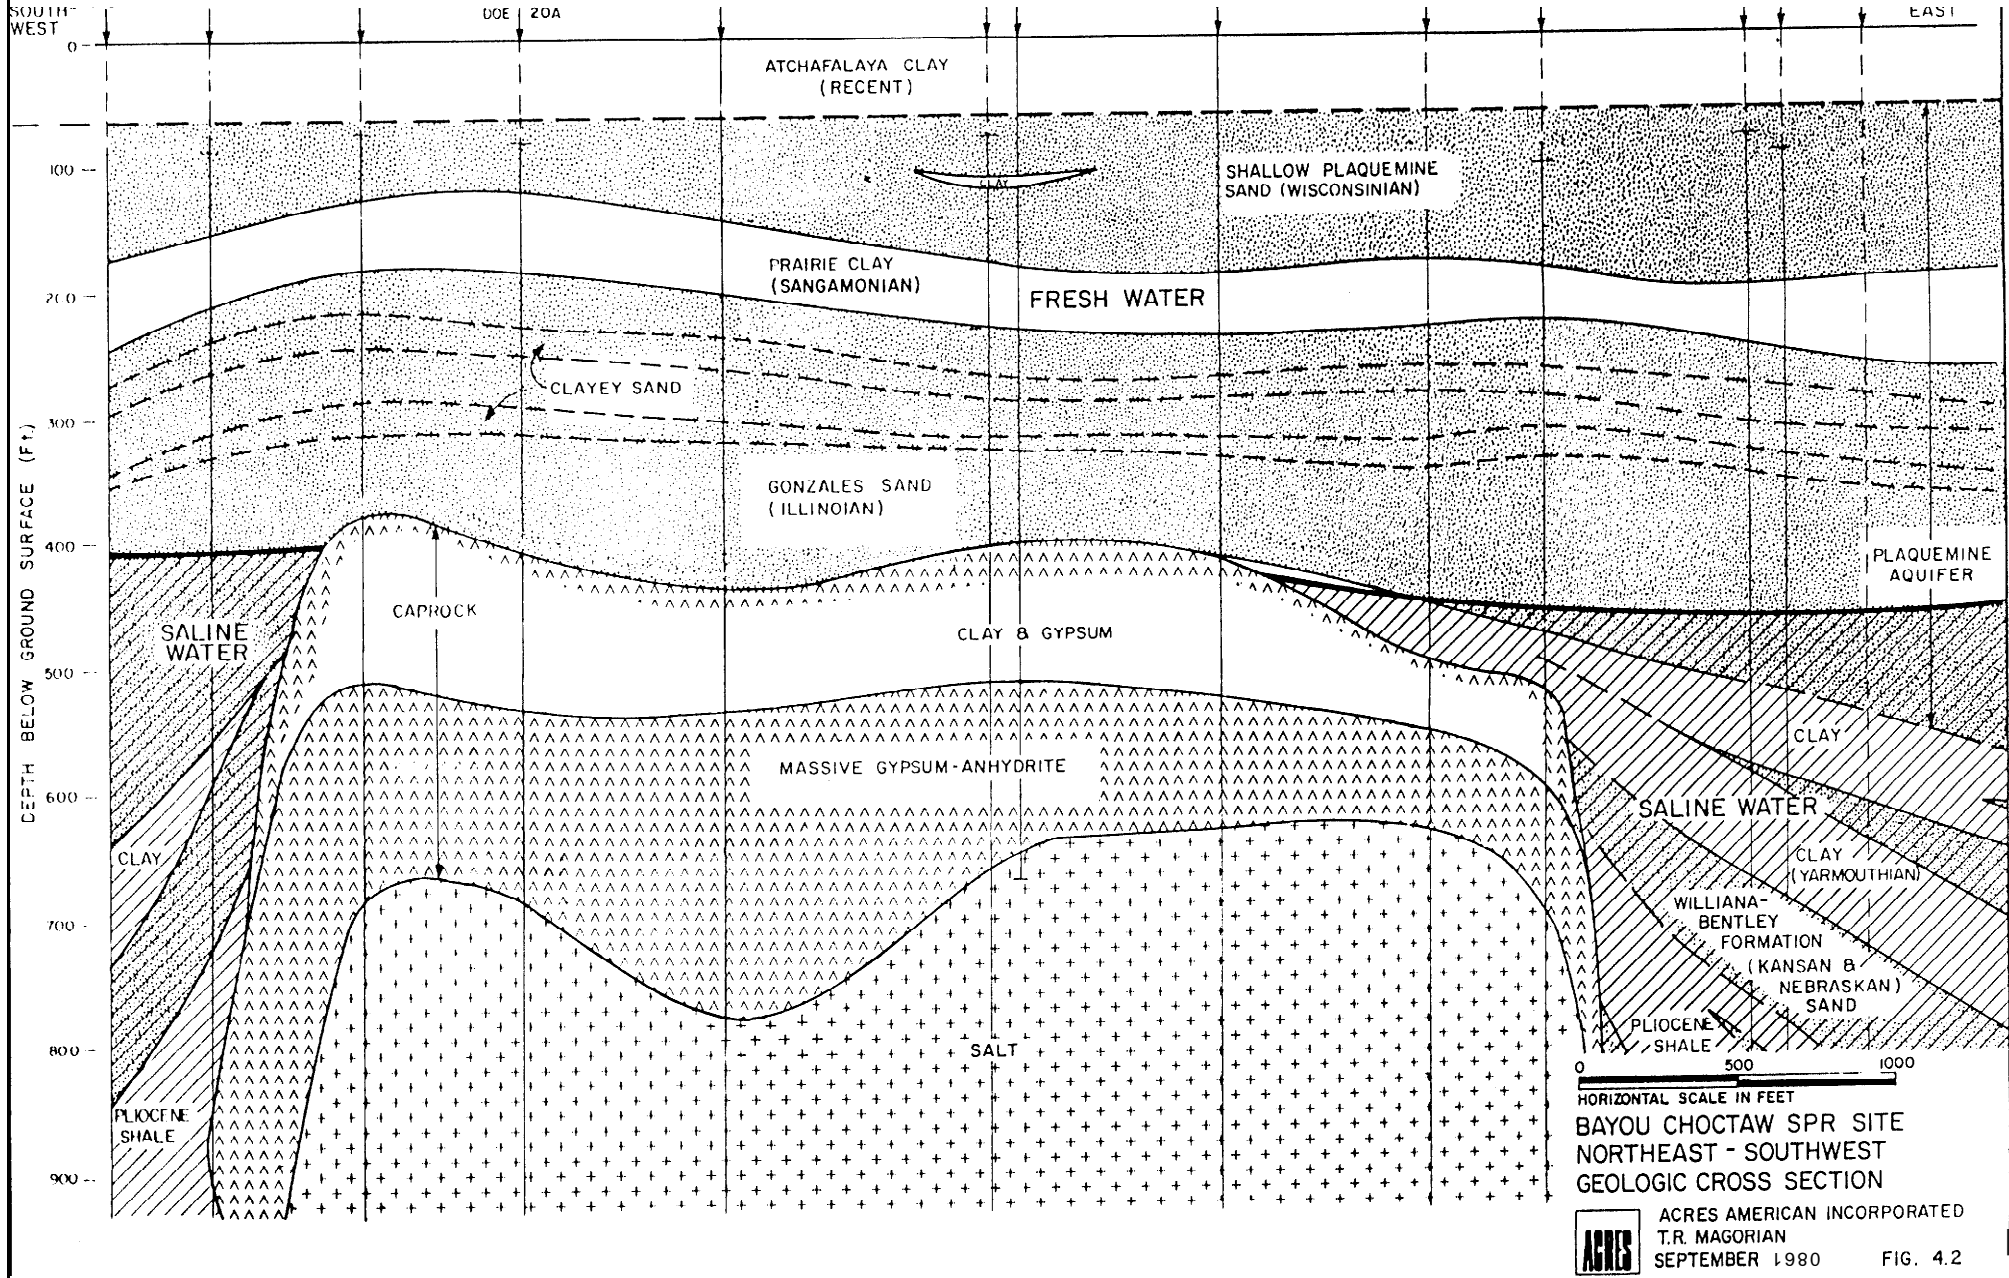 SOUTH-
WEST
DOE 20A
EAST
0
ATCHAFALAYA CLAY
(RECENT)
100
CLAY
SHALLOW PLAQUEMINE
SAND (WISCONSINIAN)
PRAIRIE CLAY
(SANGAMONIAN)
200
FRESH WATER
CLAYEY SAND
300
GONZALES SAND
(ILLINOIAN)
400
PLAQUEMINE
AQUIFER
DEPTH BELOW GROUND SURFACE (Ft)
CAPROCK
SALINE
WATER
CLAY & GYPSUM
500
CLAY
MASSIVE GYPSUM-ANHYDRITE
600
SALINE WATER
CLAY
CLAY
(YARMOUTHIAN)
700
WILLIANA-
BENTLEY
FORMATION
(KANSAN &
NEBRASKAN)
SAND
PLIOCENE
SHALE
800
SALT
0 500 1000
HORIZONTAL SCALE IN FEET
PLIOCENE
SHALE
900
BAYOU CHOCTAW SPR SITE
NORTHEAST - SOUTHWEST
GEOLOGIC CROSS SECTION
ACRES
ACRES AMERICAN INCORPORATED
T.R. MAGORIAN
SEPTEMBER 1980 FIG. 4.2